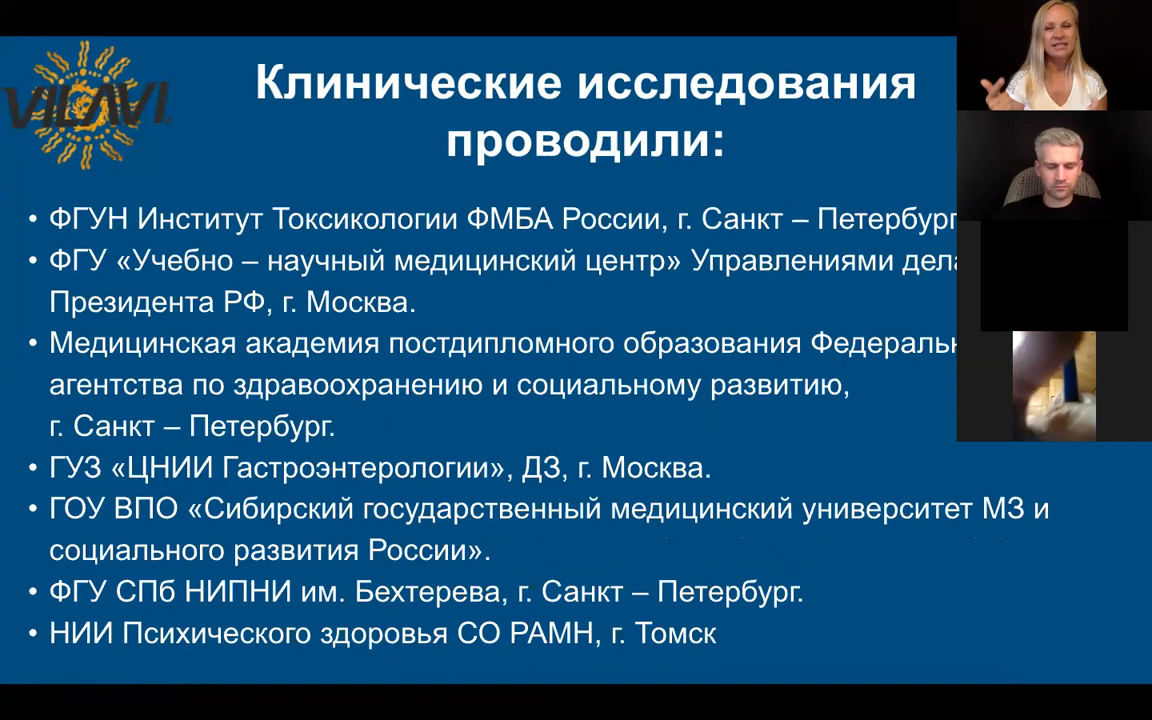 VILAVI
Клинические исследования
проводили:
• ФГУН Институт Токсикологии ФМБА России, г. Санкт – Петербург
• ФГУ «Учебно – научный медицинский центр» Управлениями дела
Президента РФ, г. Москва.
• Медицинская академия постдипломного образования Федеральн
агентства по здравоохранению и социальному развитию,
г. Санкт – Петербург.
• ГУЗ «ЦНИИ Гастроэнтерологии», ДЗ, г. Москва.
• ГОУ ВПО «Сибирский государственный медицинский университет МЗ и
социального развития России».
• ФГУ СПб НИПНИ им. Бехтерева, г. Санкт – Петербург.
• НИИ Психического здоровья СО РАМН, г. Томск